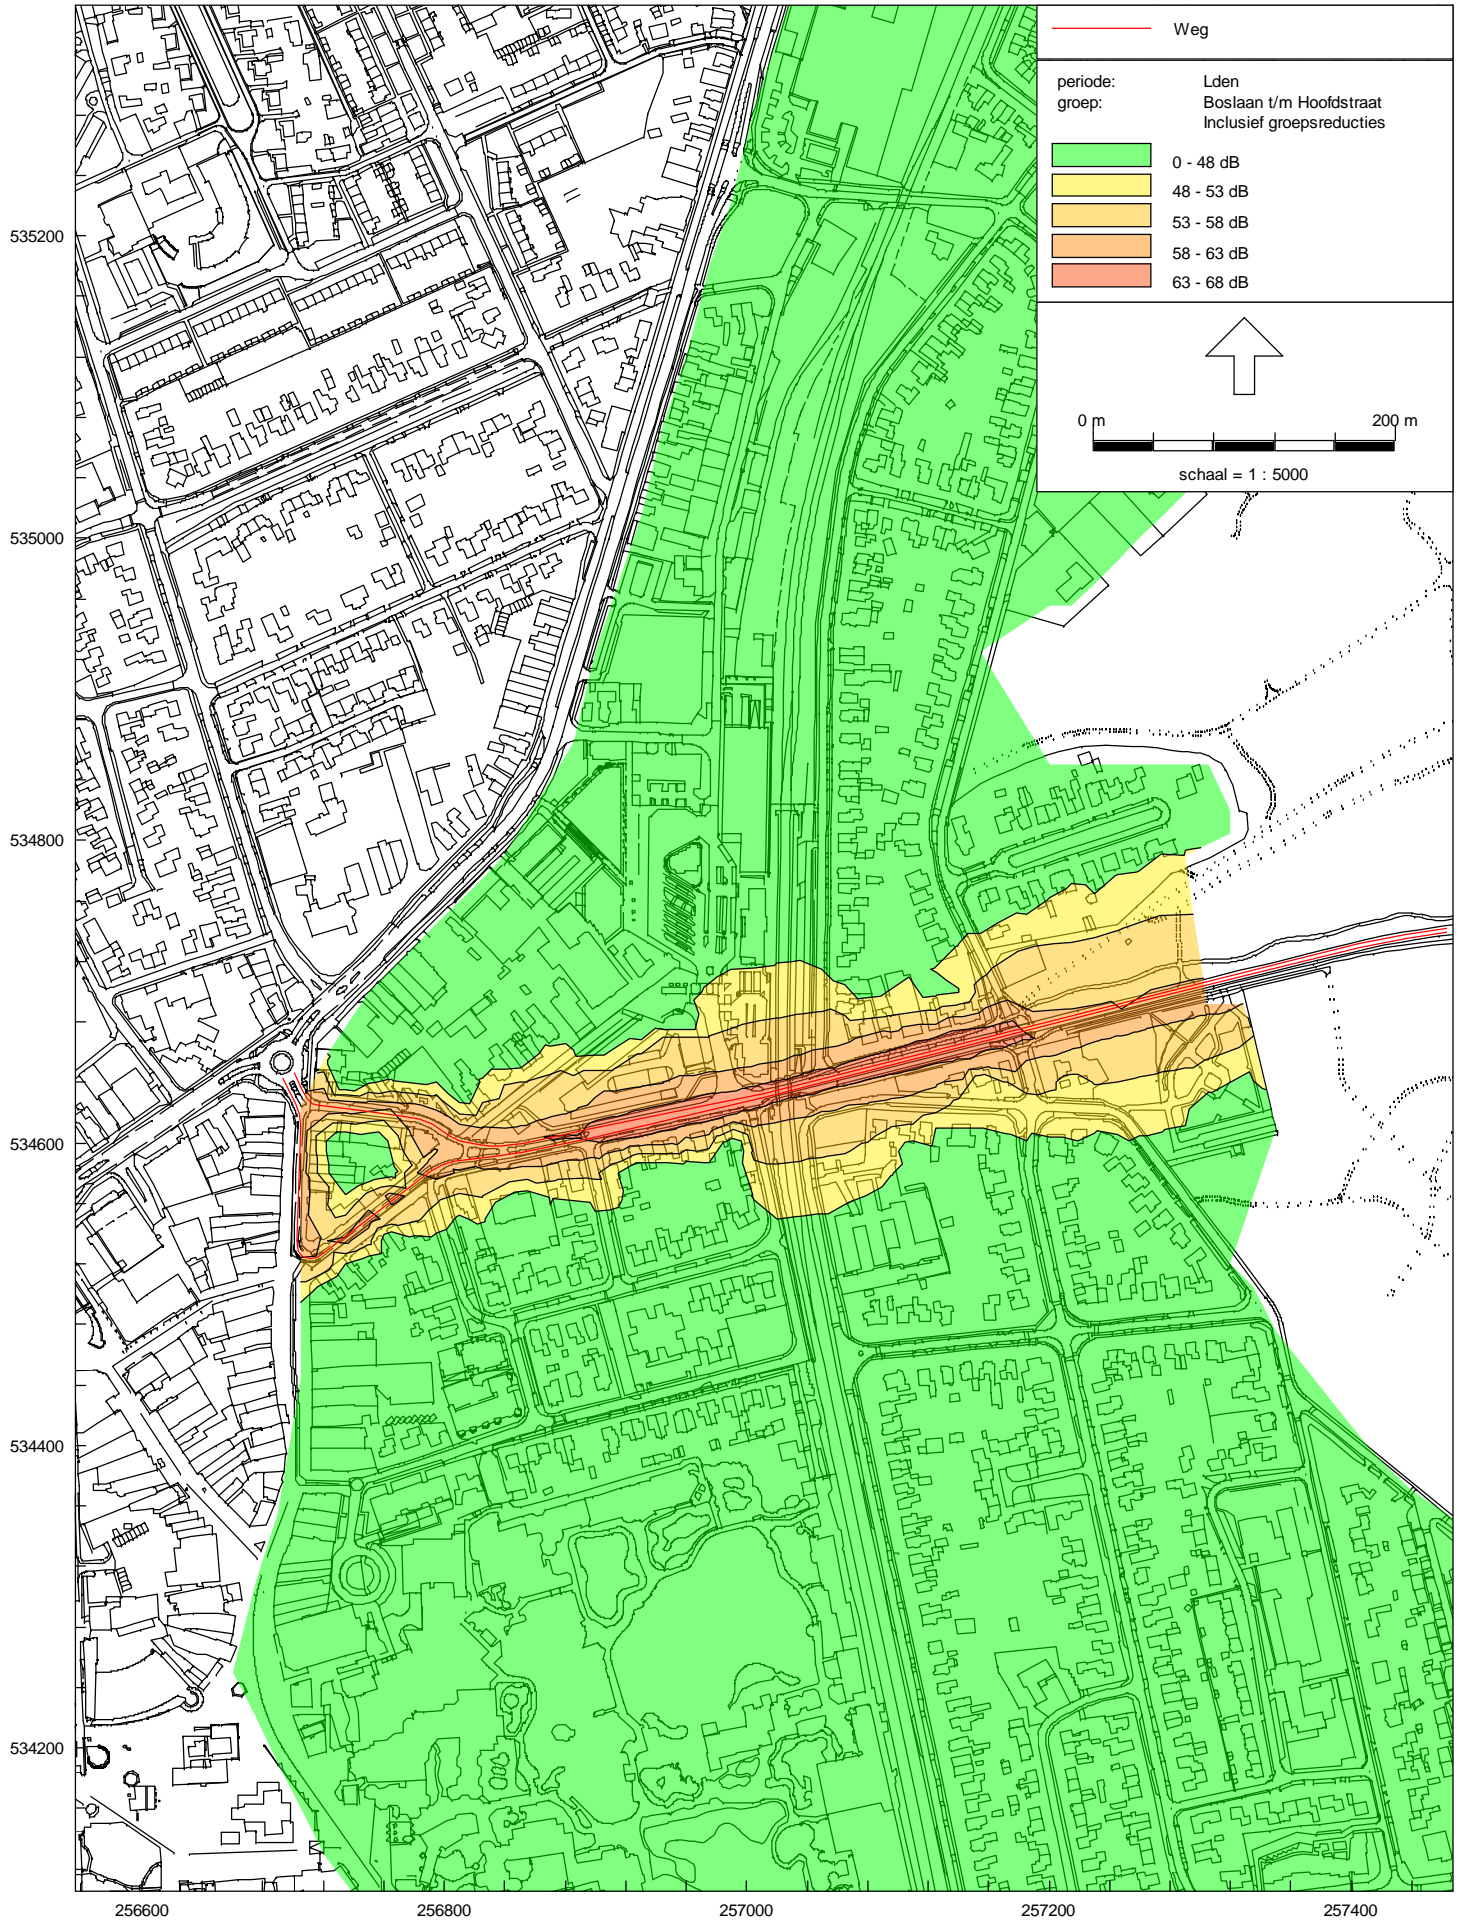 Weg
periode: Lden
groep: Boslaan t/m Hoofdstraat
Inclusief groepsreducties
0 - 48 dB
48 - 53 dB
53 - 58 dB
58 - 63 dB
63 - 68 dB
0 m 200 m
schaal = 1 : 5000
535200
535000
534800
534600
534400
534200
256600 256800 257000 257200 257400